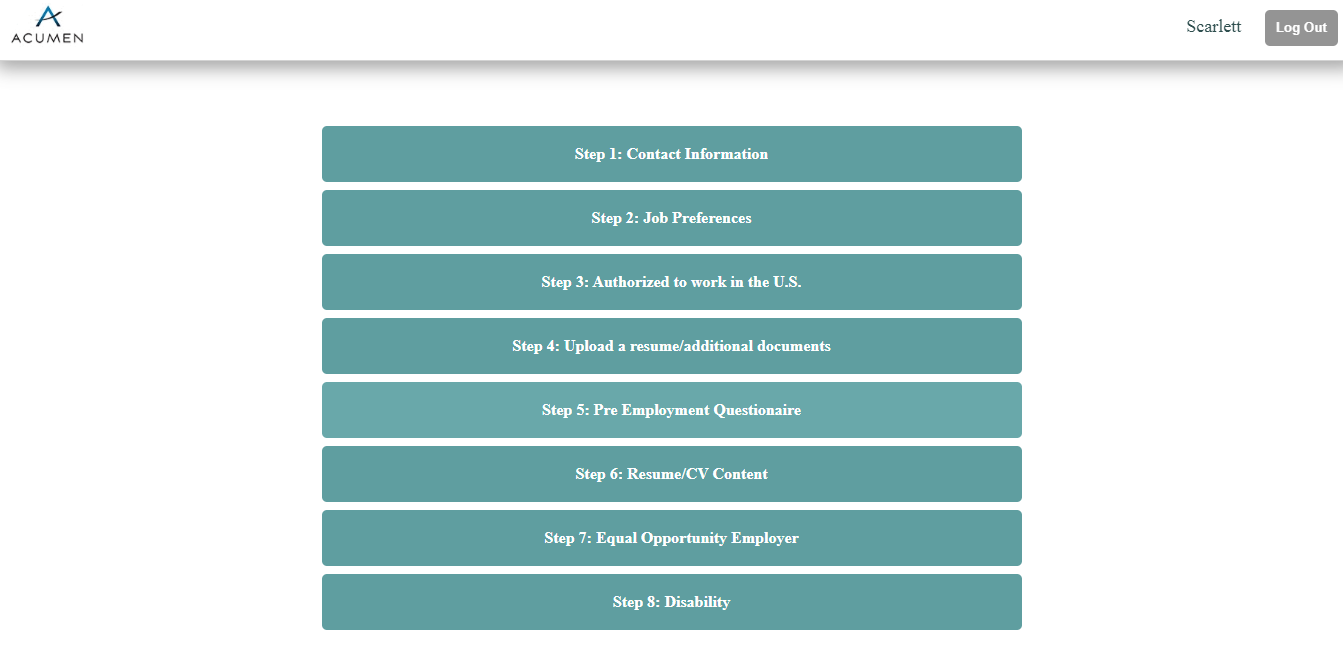 ACUMEN
Scarlett
Log Out
Step 1: Contact Information
Step 2: Job Preferences
Step 3: Authorized to work in the U.S.
Step 4: Upload a resume/additional documents
Step 5: Pre Employment Questionaire
Step 6: Resume/CV Content
Step 7: Equal Opportunity Employer
Step 8: Disability